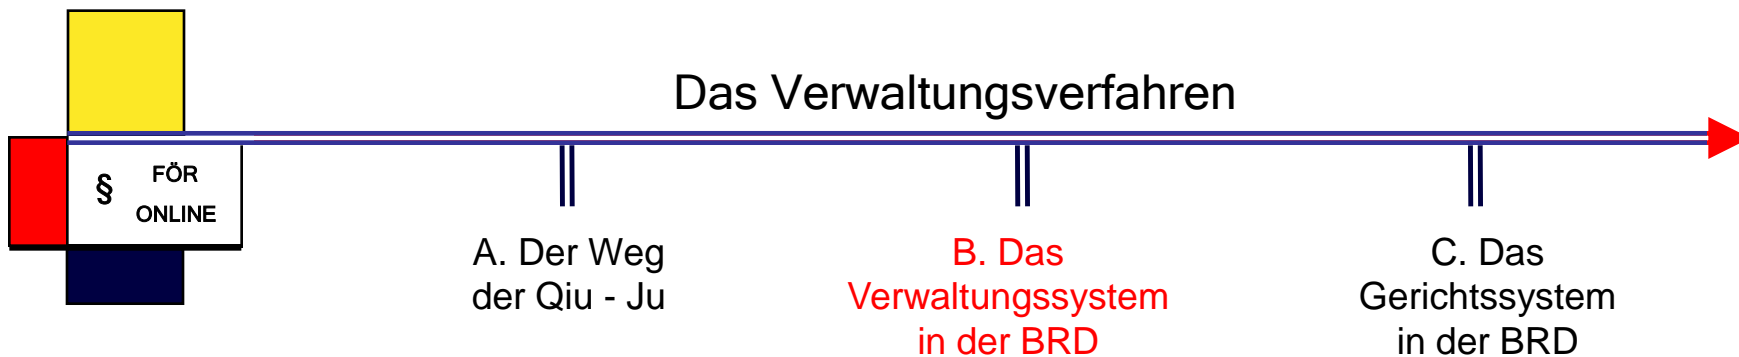 Das Verwaltungsverfahren
§ FÖR
ONLINE
A. Der Weg
der Qiu - Ju
B. Das
Verwaltungssystem
in der BRD
C. Das
Gerichtssystem
in der BRD